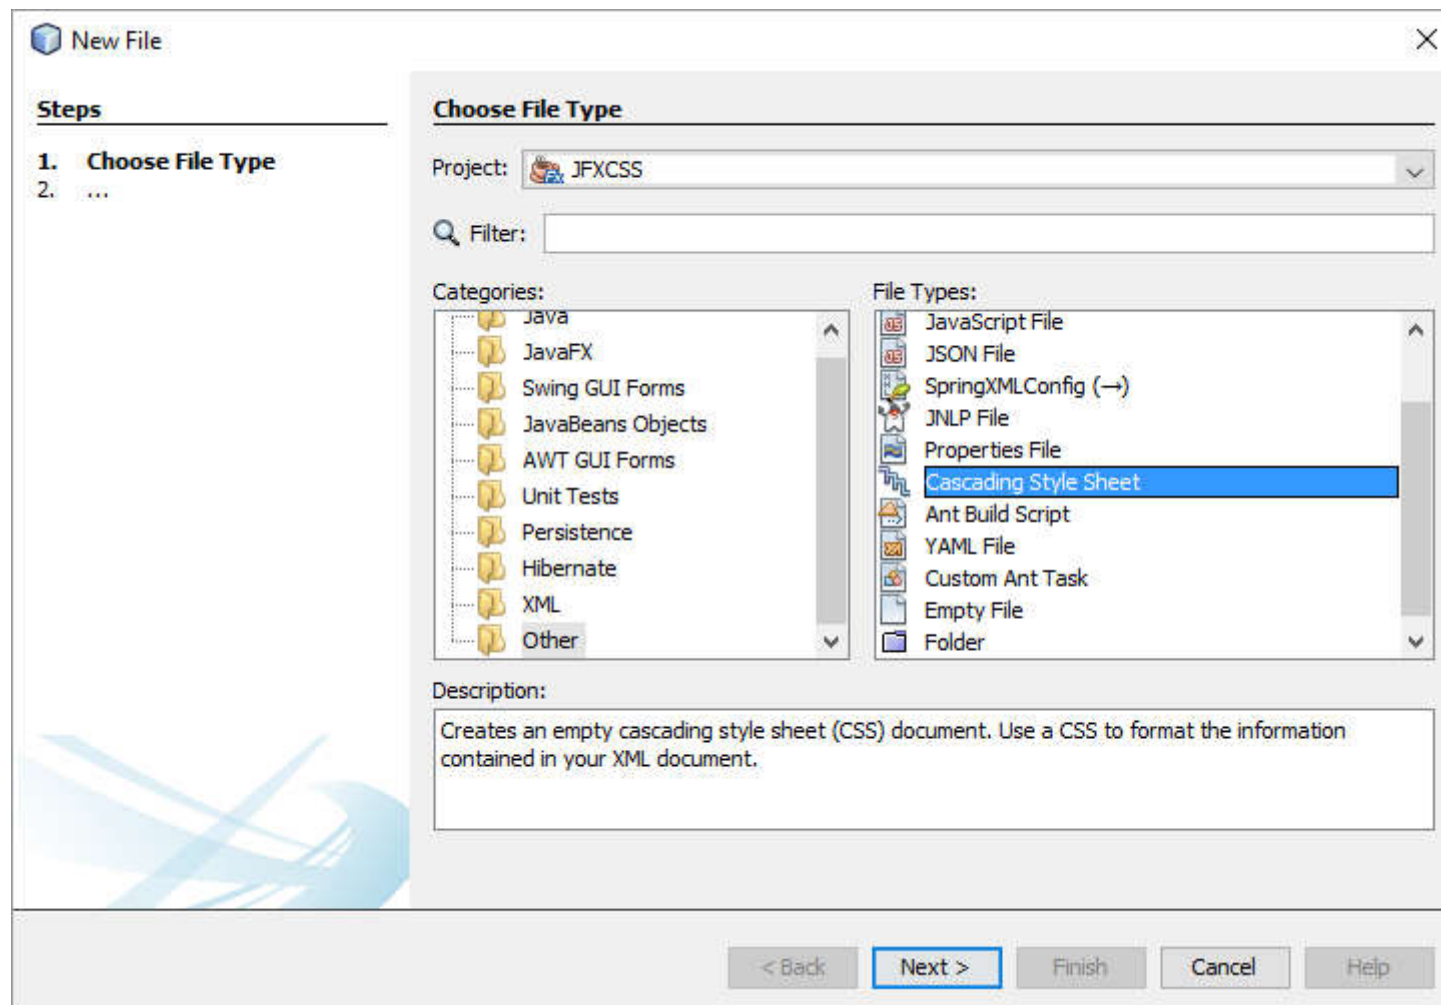 New File
Steps
1. Choose File Type
2. ...
Choose File Type
Project: JFXCSS
Filter:
Categories:
Java
JavaFX
Swing GUI Forms
JavaBeans Objects
AWT GUI Forms
Unit Tests
Persistence
Hibernate
XML
Other
File Types:
JavaScript File
JSON File
SpringXMLConfig (→)
JNLP File
Properties File
Cascading Style Sheet
Ant Build Script
YAML File
Custom Ant Task
Empty File
Folder
Description:
Creates an empty cascading style sheet (CSS) document. Use a CSS to format the information
contained in your XML document.
< Back Next > Finish Cancel Help